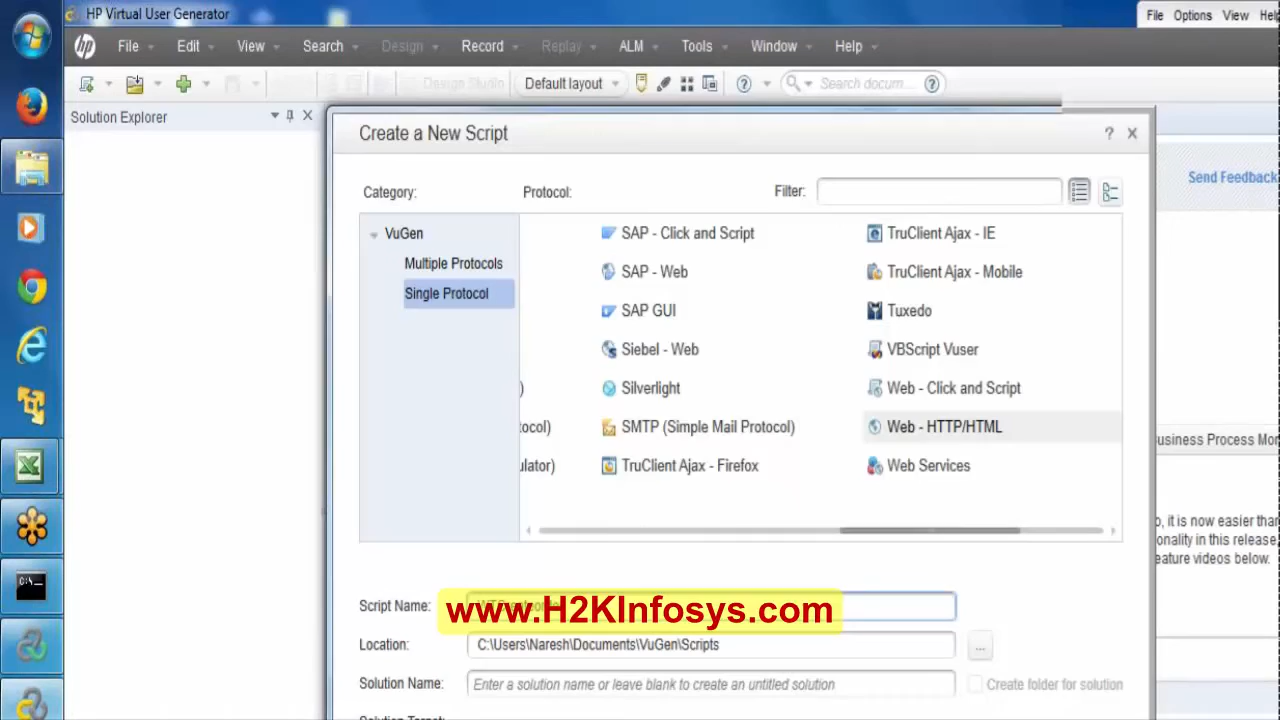 HP Virtual User Generator
File Options View
File Edit View Search Design Record Replay ALM Tools Window Help
Design Studio Default layout Search docum...
Solution Explorer
Create a New Script
Send Feedback
Category: Protocol: Filter:
VuGen
Multiple Protocols
Single Protocol
SAP - Click and Script TruClient Ajax - IE
SAP - Web TruClient Ajax - Mobile
SAP GUI Tuxedo
Siebel - Web VBScript Vuser
) Silverlight Web - Click and Script
tocol) SMTP (Simple Mail Protocol) Web - HTTP/HTML
ulator) TruClient Ajax - Firefox Web Services
usiness Process Mor
o, it is now easier than
onality in this release,
eature videos below.
Script Name:
www.H2KInfosys.com
Location: C:\Users\Naresh\Documents\VuGen\Scripts
...
Solution Name: Enter a solution name or leave blank to create an untitled solution Create folder for solution
Solution Target: